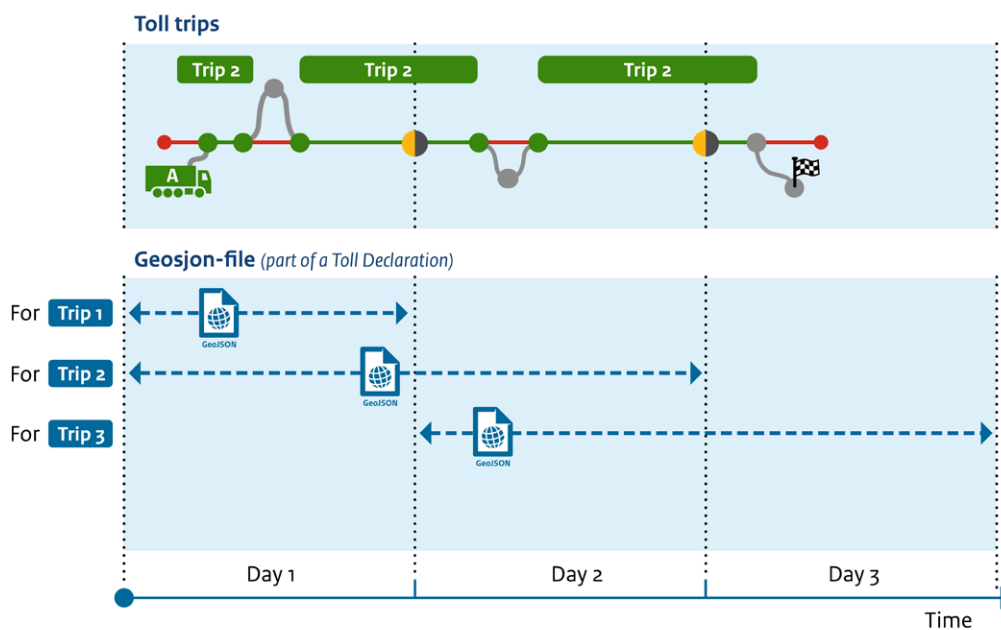 Toll trips
Trip 2
Trip 2
Trip 2
A
Geosjon-file (part of a Toll Declaration)
For Trip 1
GeoJSON
For Trip 2
GeoJSON
For Trip 3
GeoJSON
Day 1
Day 2
Day 3
Time